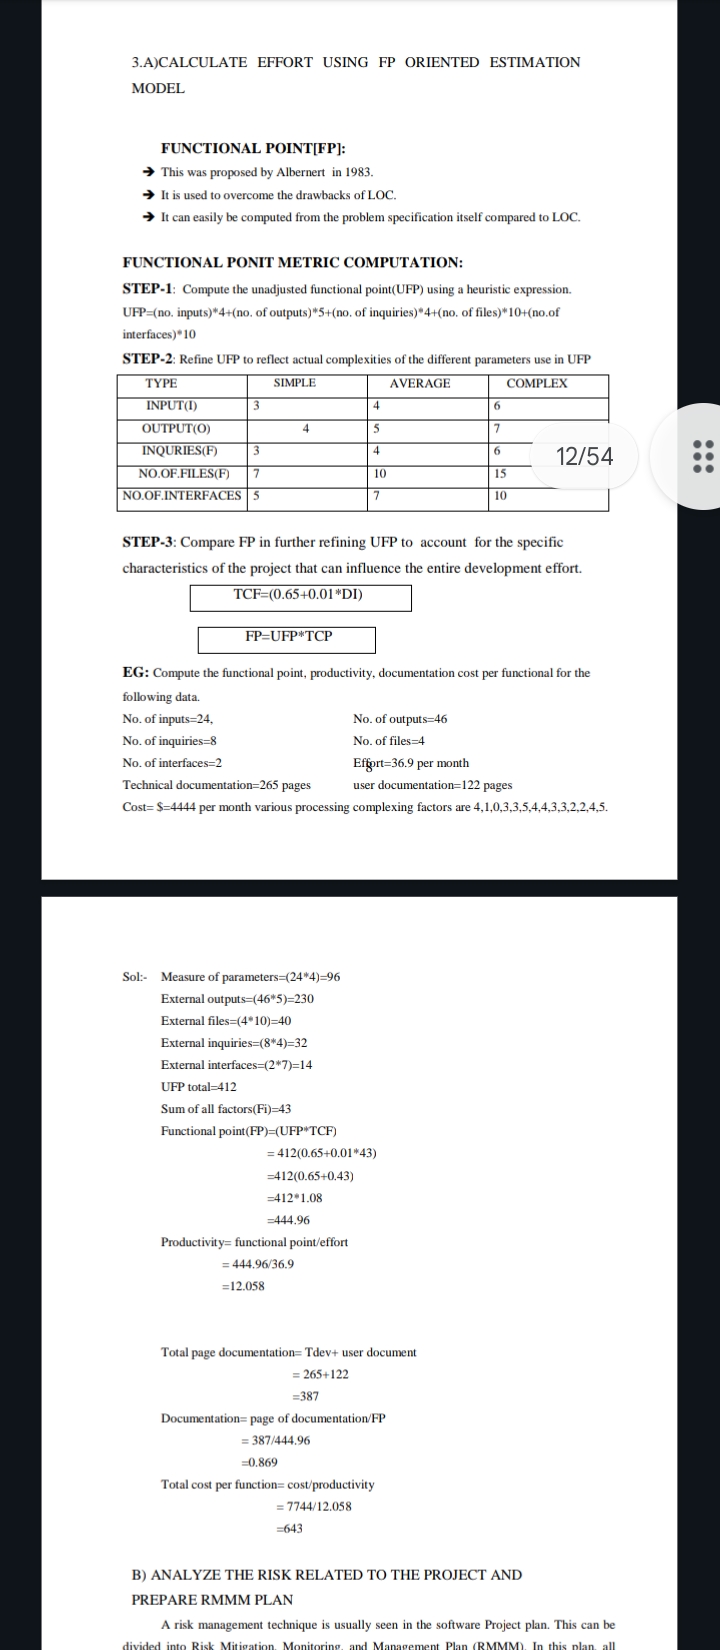 3.A)CALCULATE EFFORT USING FP ORIENTED ESTIMATION
MODEL
FUNCTIONAL POINT[FP]:
➔ This was proposed by Albernert in 1983.
➔ It is used to overcome the drawbacks of LOC.
➔ It can easily be computed from the problem specification itself compared to LOC.
FUNCTIONAL PONIT METRIC COMPUTATION:
STEP-1: Compute the unadjusted functional point(UFP) using a heuristic expression.
UFP=(no. inputs)*4+(no. of outputs)*5+(no. of inquiries)*4+(no. of files)*10+(no.of
interfaces)*10
STEP-2: Refine UFP to reflect actual complexities of the different parameters use in UFP
TYPE SIMPLE AVERAGE COMPLEX
INPUT(I) 3 4 6
OUTPUT(O) 4 5 7
INQURIES(F) 3 4 6
NO.OF.FILES(F) 7 10 15
NO.OF.INTERFACES 5 7 10
12/54
STEP-3: Compare FP in further refining UFP to account for the specific
characteristics of the project that can influence the entire development effort.
TCF=(0.65+0.01*DI)
FP=UFP*TCP
EG: Compute the functional point, productivity, documentation cost per functional for the
following data.
No. of inputs=24, No. of outputs=46
No. of inquiries=8 No. of files=4
No. of interfaces=2 Effort=36.9 per month
8
Technical documentation=265 pages user documentation=122 pages
Cost= $=4444 per month various processing complexing factors are 4,1,0,3,3,5,4,4,3,3,2,2,4,5.
Sol:- Measure of parameters=(24*4)=96
External outputs=(46*5)=230
External files=(4*10)=40
External inquiries=(8*4)=32
External interfaces=(2*7)=14
UFP total=412
Sum of all factors(Fi)=43
Functional point(FP)=(UFP*TCF)
= 412(0.65+0.01*43)
=412(0.65+0.43)
=412*1.08
=444.96
Productivity= functional point/effort
= 444.96/36.9
=12.058
Total page documentation= Tdev+ user document
= 265+122
=387
Documentation= page of documentation/FP
= 387/444.96
=0.869
Total cost per function= cost/productivity
= 7744/12.058
=643
B) ANALYZE THE RISK RELATED TO THE PROJECT AND
PREPARE RMMM PLAN
A risk management technique is usually seen in the software Project plan. This can be
divided into Risk Mitigation, Monitoring, and Management Plan (RMMM). In this plan, all